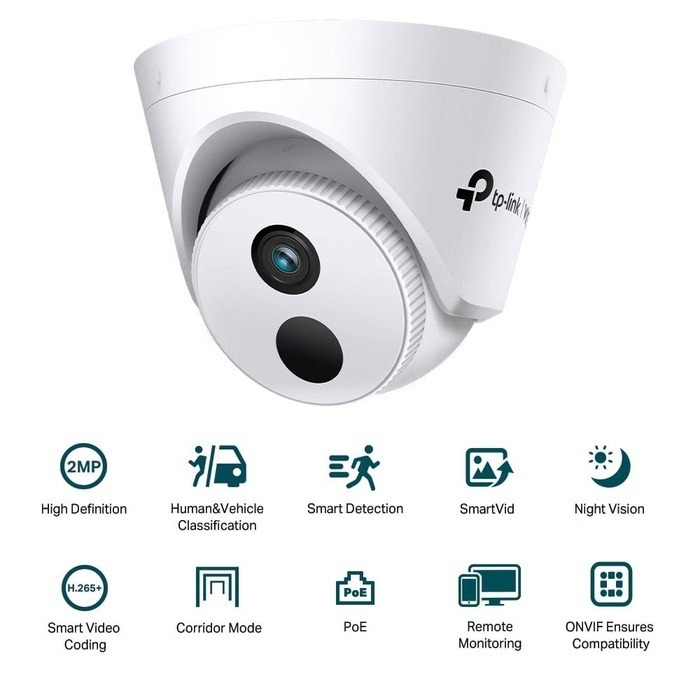 tp-link
2MP
High Definition
Human&Vehicle
Classification
Smart Detection
SmartVid
Night Vision
H.265+
Smart Video
Coding
Corridor Mode
PoE
PoE
Remote
Monitoring
ONVIF Ensures
Compatibility